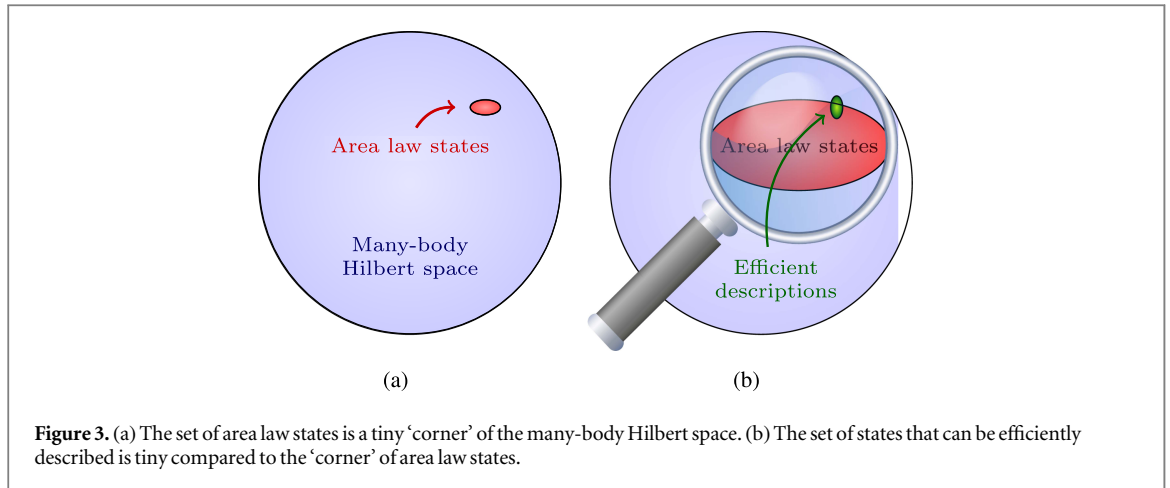 Area law states
Many-body
Hilbert space
(a)
Area law states
Efficient
descriptions
(b)
Figure 3. (a) The set of area law states is a tiny ‘corner’ of the many-body Hilbert space. (b) The set of states that can be efficiently
described is tiny compared to the ‘corner’ of area law states.